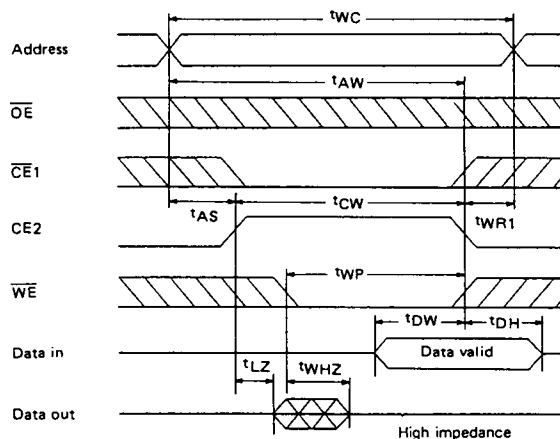 tWC
Address
tAW
OE
CE1
tAS
tCW
tWR1
CE2
tWP
WE
tDW
tDH
Data in
Data valid
tLZ
tWHZ
Data out
High impedance